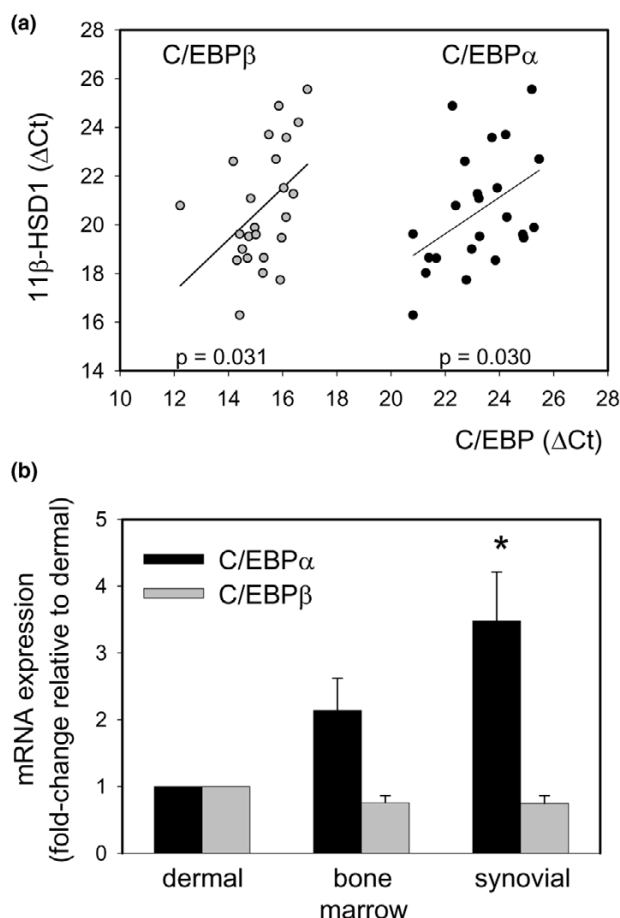 (a)
28
26
24
22
20
18
16
14
11β-HSD1 (ΔCt)
C/EBPβ
C/EBPα
p = 0.031
p = 0.030
10 12 14 16 18 20 22 24 26 28
C/EBP (ΔCt)
(b)
5
4
3
2
1
0
mRNA expression
(fold-change relative to dermal)
C/EBPα
C/EBPβ
*
dermal
bone
marrow
synovial